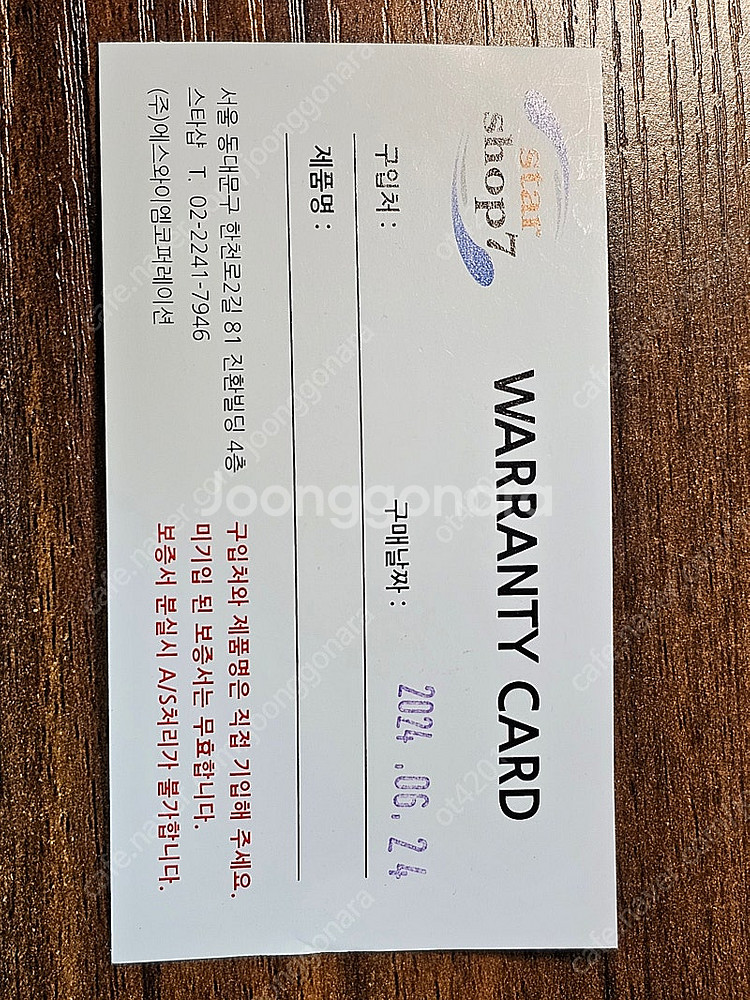 star
shop7
WARRANTY CARD
구입처 :
구매날짜 : 2024.06.24
제품명 :
서울 동대문구 한천로2길 81 진환빌딩 4층
스타샵 T. 02-2241-7946
(주)에스와이엠코퍼레이션
구입처와 제품명은 직접 기입해 주세요.
미기입 된 보증서는 무효합니다.
보증서 분실시 A/S처리가 불가합니다.
Joonggonara